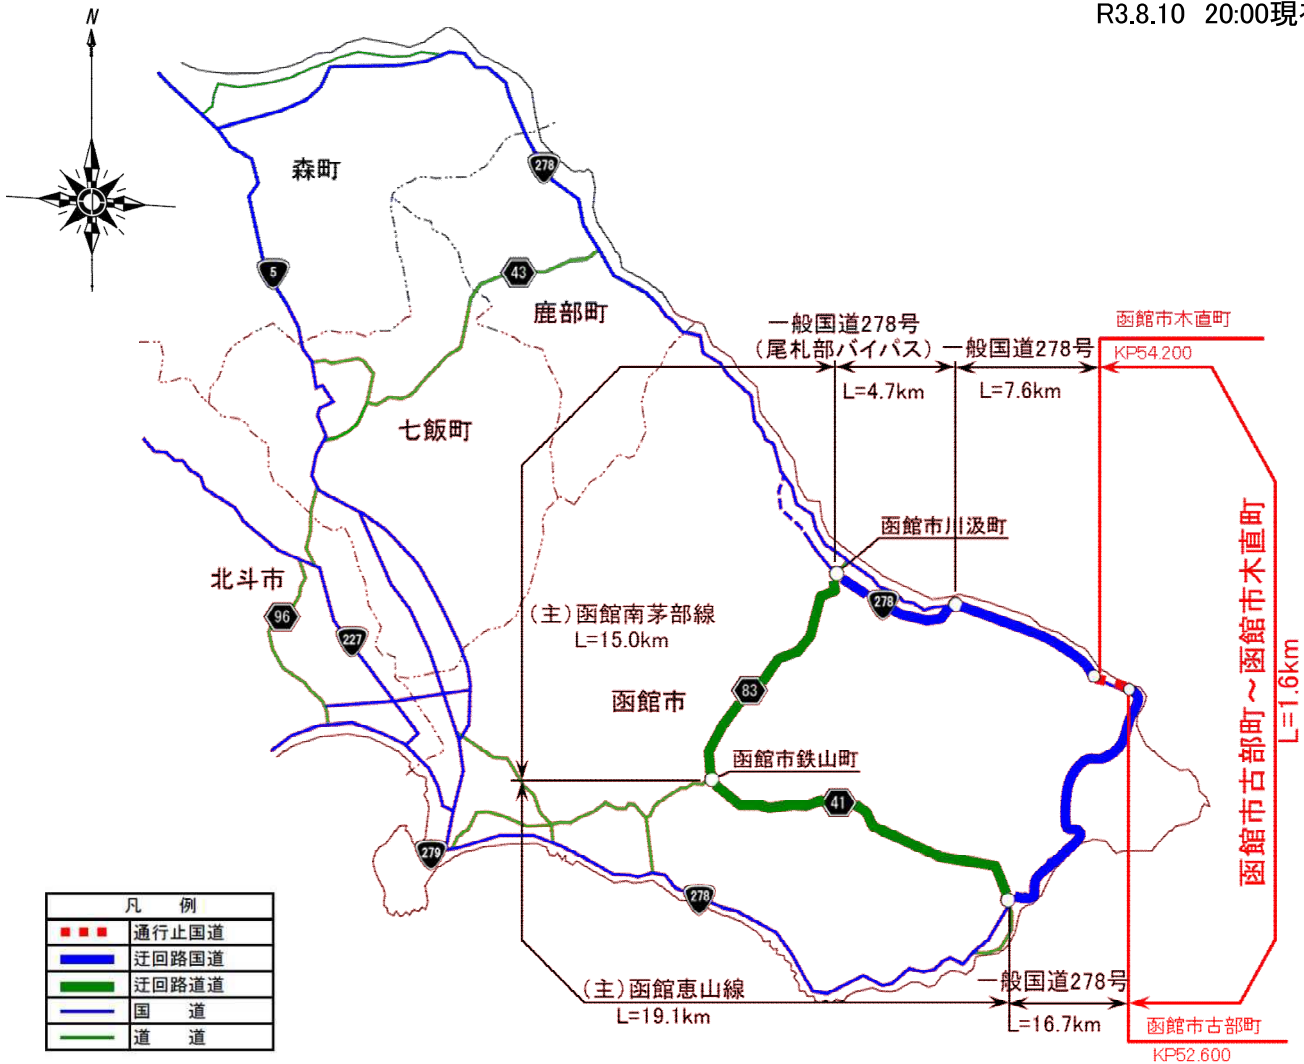 R3.8.10 20:00現
N
森町
278
5
43
鹿部町
一般国道278号
(尾札部バイパス)
一般国道278号
函館市木直町
KP54.200
L=4.7km
L=7.6km
七飯町
函館市川汲町
北斗市
96
227
(主)函館南茅部線
L=15.0km
278
函館市古部町～函館市木直町
L=1.6km
83
函館市
函館市鉄山町
41
279
278
凡 例
通行止国道
迂回路国道
迂回路道道
国 道
道 道
(主)函館恵山線
L=19.1km
一般国道278号
L=16.7km
函館市古部町
KP52.600